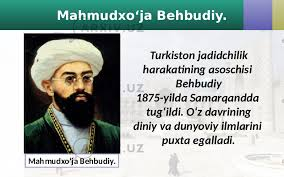 Mahmudxo‘ja Behbudiy.
Turkiston jadidchilik
harakatining asoschisi
Behbudiy
1875-yilda Samarqandda
tug‘ildi. O‘z davrining
diniy va dunyoviy ilmlarini
puxta egalladi.
Mahmudxo‘ja Behbudiy.